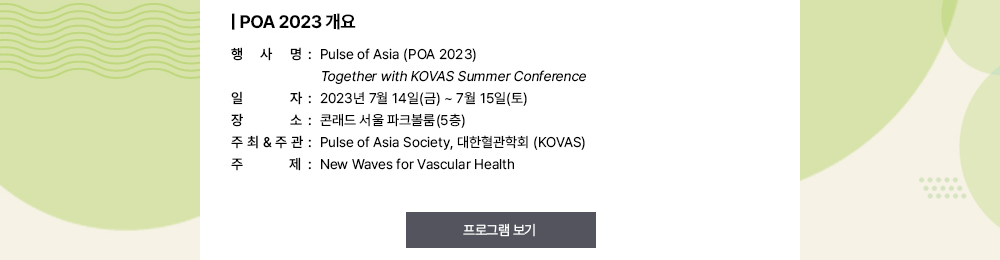 | POA 2023 개요
행 사 명 : Pulse of Asia (POA 2023)
Together with KOVAS Summer Conference
일 자 : 2023년 7월 14일(금) ~ 7월 15일(토)
장 소 : 콘래드 서울 파크볼룸(5층)
주 최 & 주 관 : Pulse of Asia Society, 대한혈관학회 (KOVAS)
주 제 : New Waves for Vascular Health
프로그램 보기